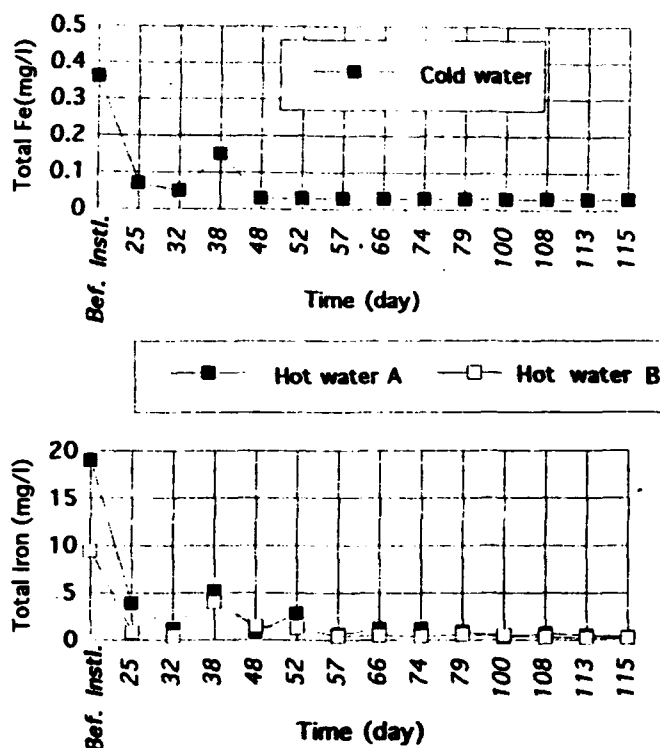 Total Fe(mg/l)
0.5
0.4
0.3
0.2
0.1
0
Cold water
Bef. Instl. 25 32 38 48 52 57 66 74 79 100 108 113 115
Time (day)
Hot water A Hot water B
Total Iron (mg/l)
20
15
10
5
0
Bef. Instl. 25 32 38 48 52 57 66 74 79 100 108 113 115
Time (day)